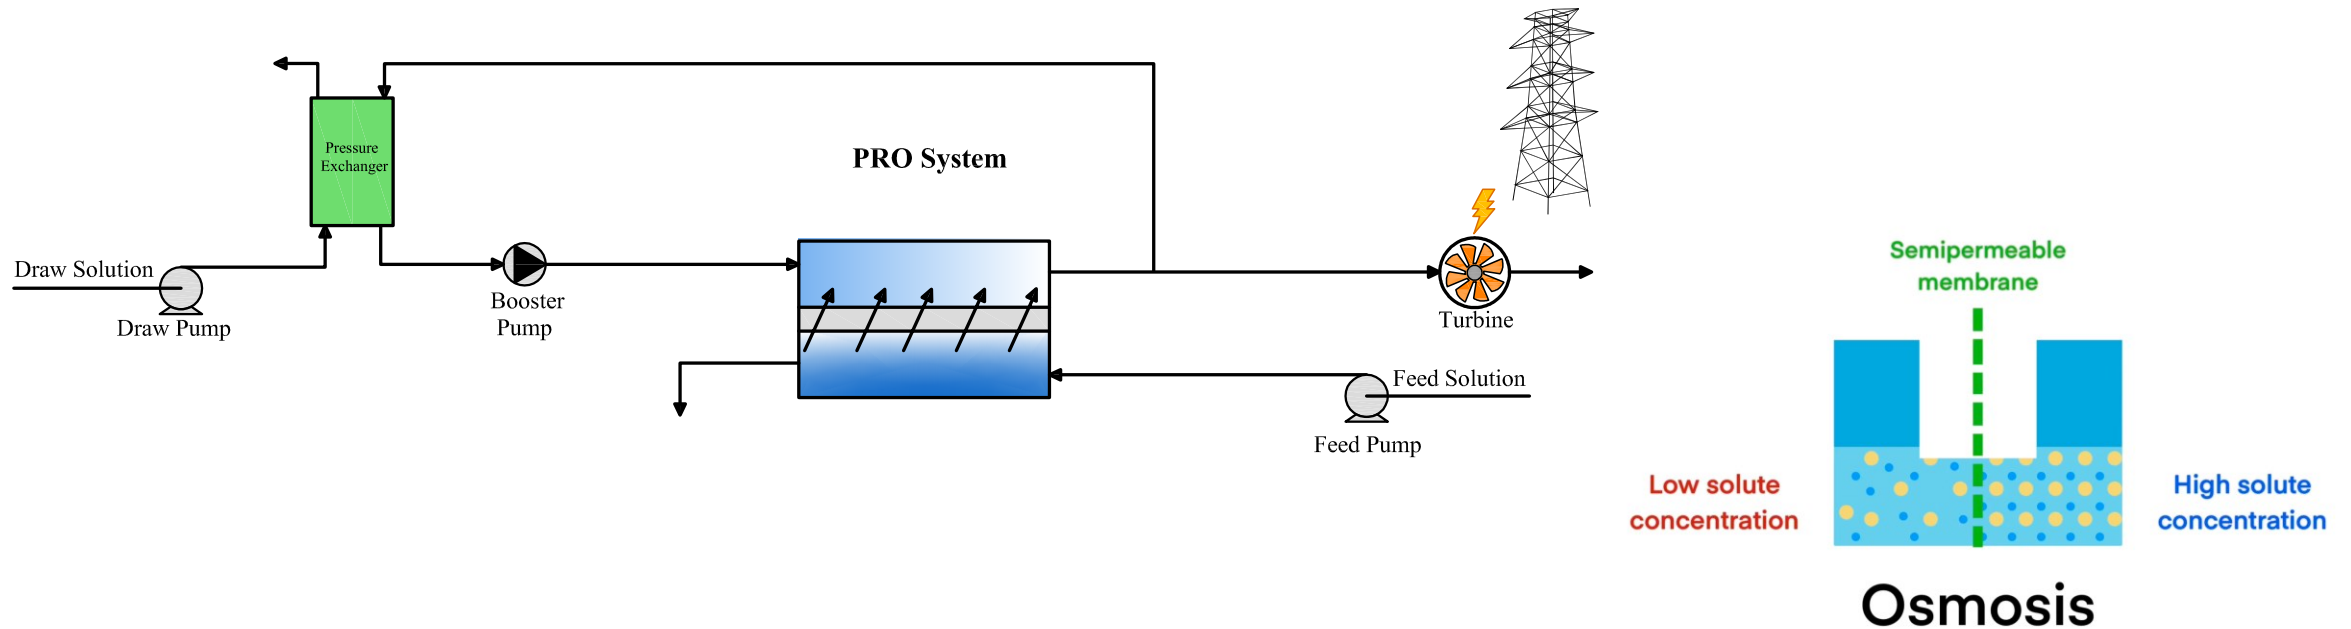 Pressure
Exchanger
PRO System
Draw Solution
Draw Pump
Booster
Pump
Turbine
Feed Solution
Feed Pump
Semipermeable
membrane
Low solute
concentration
High solute
concentration
Osmosis